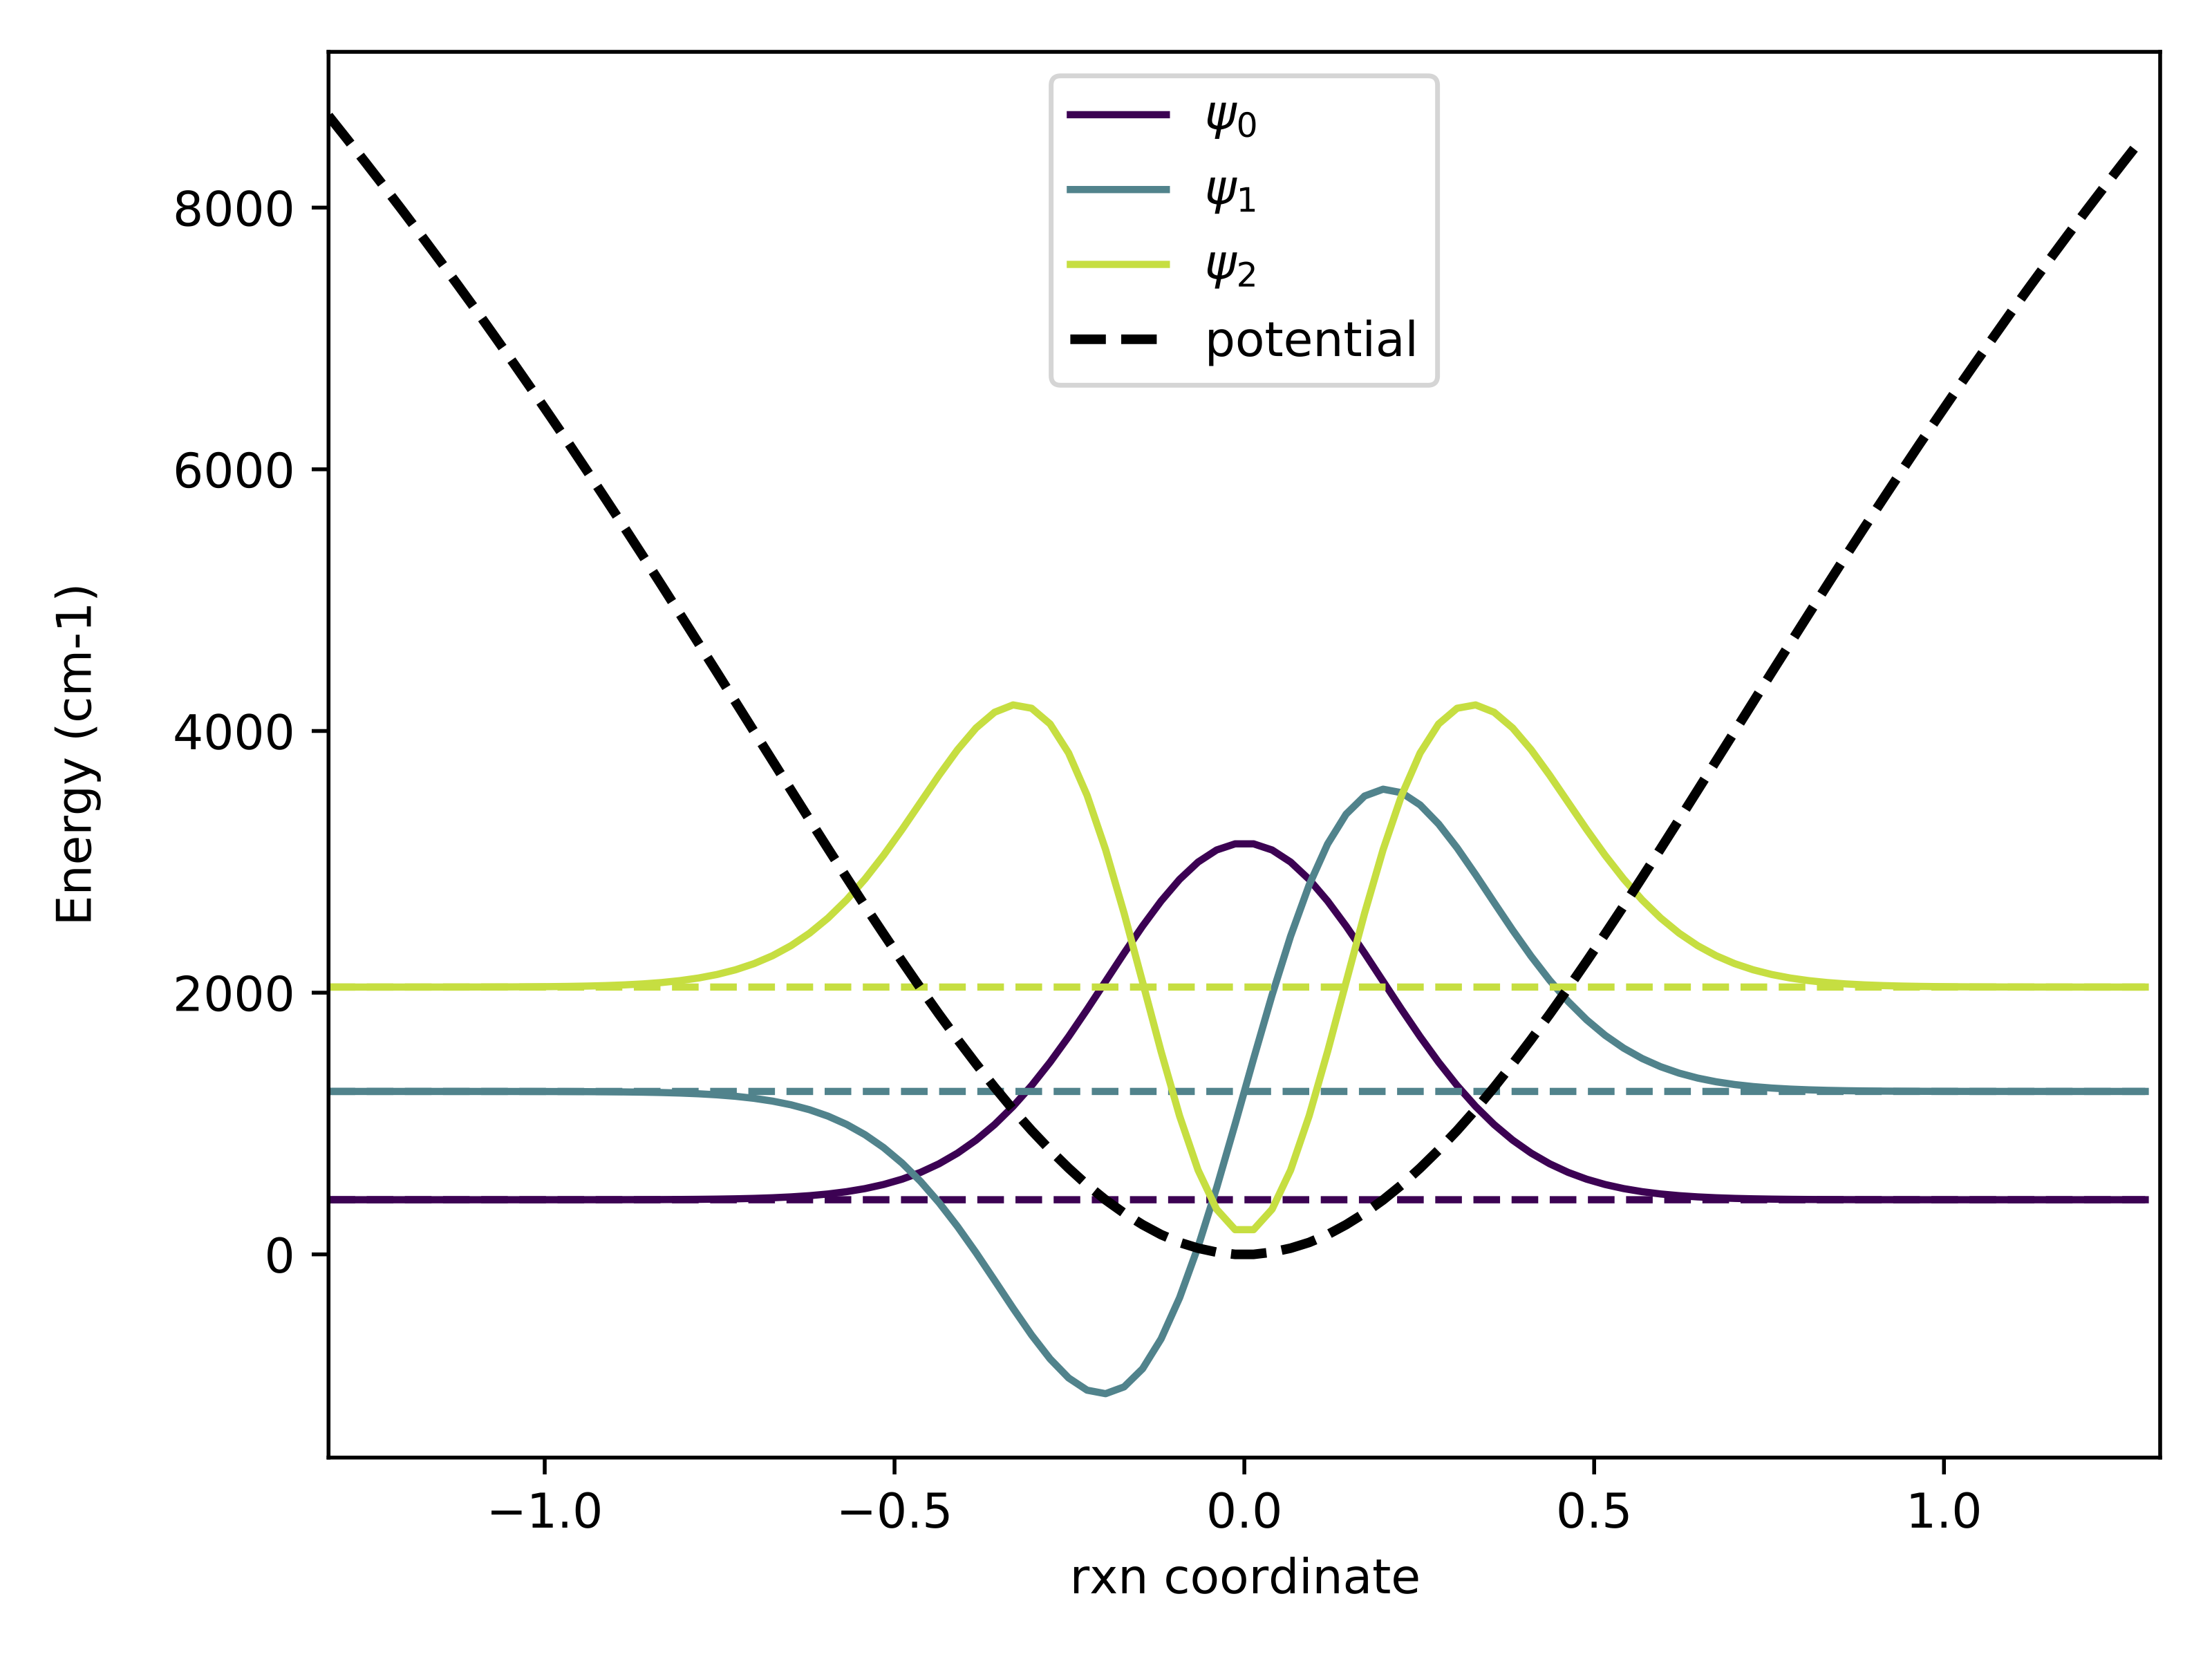 ψ₀
ψ₁
ψ₂
potential
8000
6000
4000
2000
0
Energy (cm-1)
−1.0 −0.5 0.0 0.5 1.0
rxn coordinate